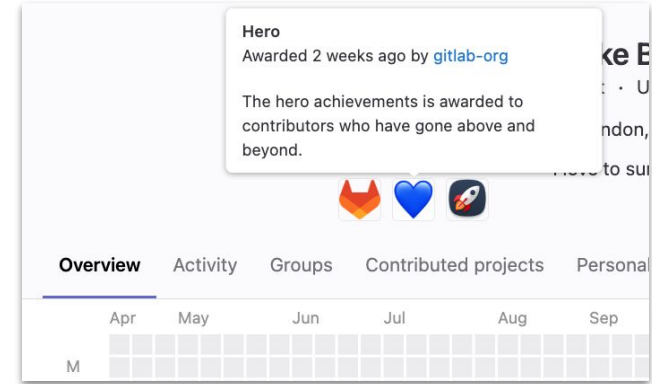 Hero
Awarded 2 weeks ago by gitlab-org
The hero achievements is awarded to
contributors who have gone above and
beyond.
Overview Activity Groups Contributed projects Personal
Apr May Jun Jul Aug Sep
M